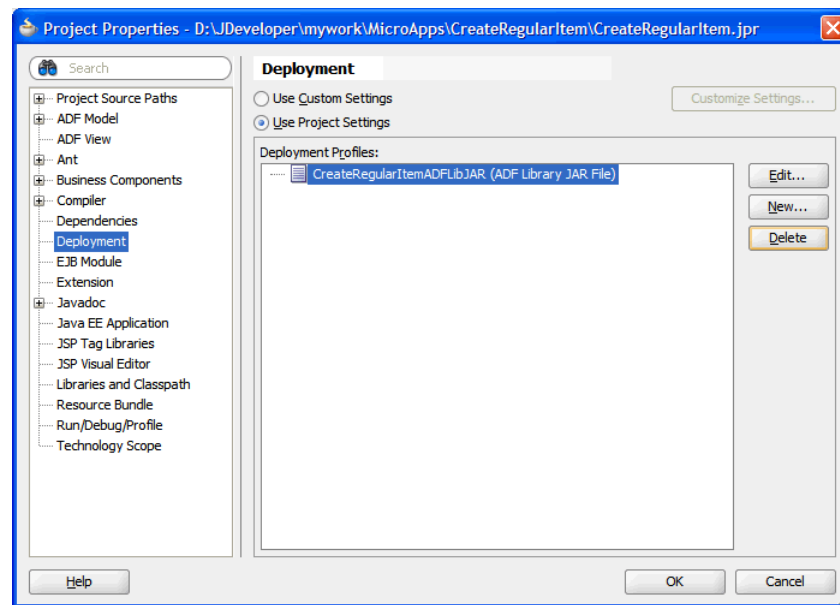 Project Properties - D:\JDeveloper\mywork\MicroApps\CreateRegularItem\CreateRegularItem.jpr
Search
Project Source Paths
ADF Model
ADF View
Ant
Business Components
Compiler
Dependencies
Deployment
EJB Module
Extension
Javadoc
Java EE Application
JSP Tag Libraries
JSP Visual Editor
Libraries and Classpath
Resource Bundle
Run/Debug/Profile
Technology Scope
Deployment
Use Custom Settings
Customize Settings...
Use Project Settings
Deployment Profiles:
CreateRegularItemADFLibJAR (ADF Library JAR File)
Edit...
New...
Delete
Help
OK
Cancel